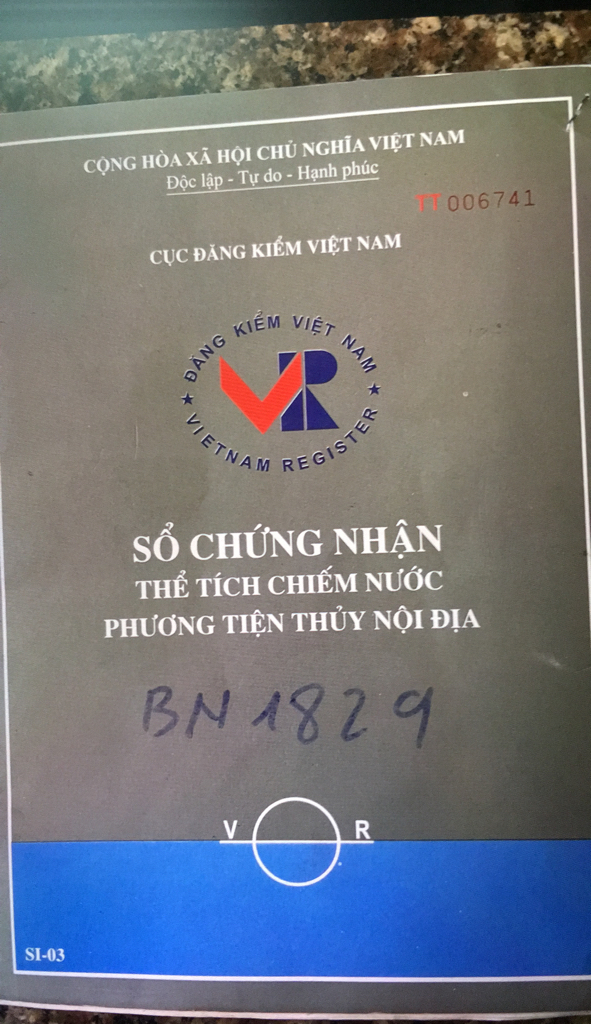 CỘNG HÒA XÃ HỘI CHỦ NGHĨA VIỆT NAM
Độc lập - Tự do - Hạnh phúc
TT 006741
CỤC ĐĂNG KIỂM VIỆT NAM
★ ĐĂNG KIỂM VIỆT NAM ★
VR
VIETNAM REGISTER
SỔ CHỨNG NHẬN
THỂ TÍCH CHIẾM NƯỚC
PHƯƠNG TIỆN THỦY NỘI ĐỊA
BN 1829
V R
SI-03